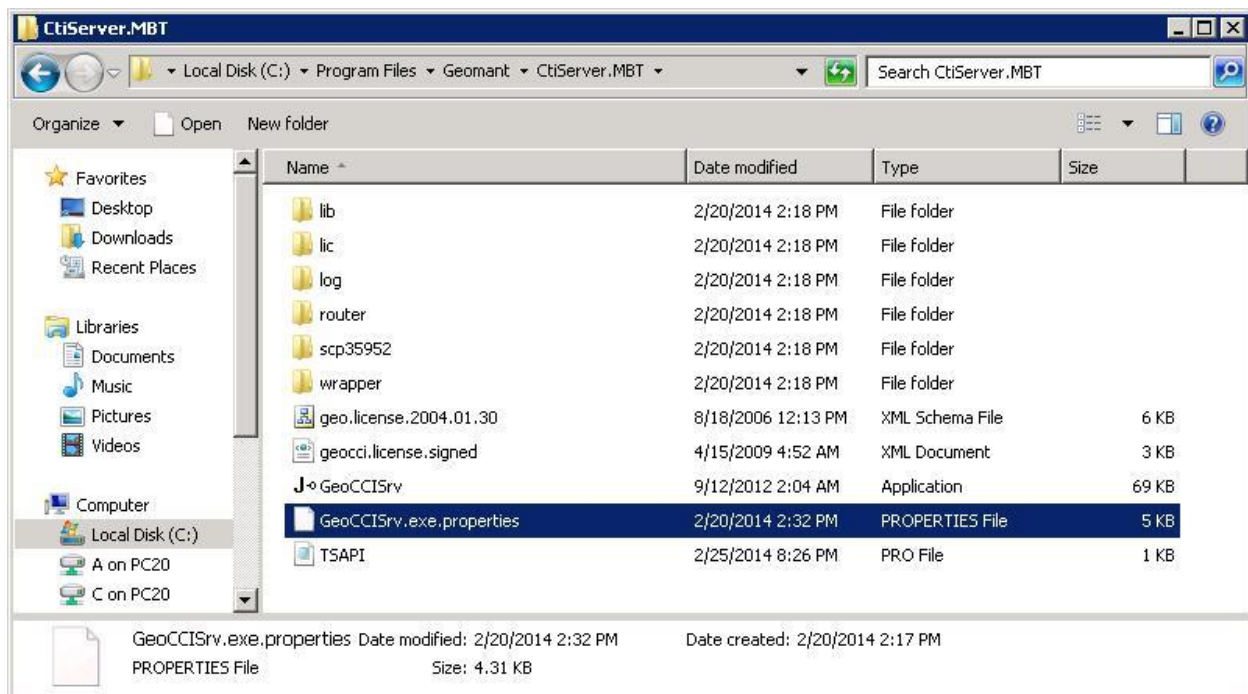 CtiServer.MBT
Local Disk (C:) Program Files Geomant CtiServer.MBT Search CtiServer.MBT
Organize Open New folder
Name Date modified Type Size
Favorites
Desktop
Downloads
Recent Places
Libraries
Documents
Music
Pictures
Videos
Computer
Local Disk (C:)
A on PC20
C on PC20
lib 2/20/2014 2:18 PM File folder
lic 2/20/2014 2:18 PM File folder
log 2/20/2014 2:18 PM File folder
router 2/20/2014 2:18 PM File folder
scp35952 2/20/2014 2:18 PM File folder
wrapper 2/20/2014 2:18 PM File folder
geo.license.2004.01.30 8/18/2006 12:13 PM XML Schema File 6 KB
geocci.license.signed 4/15/2009 4:52 AM XML Document 3 KB
GeoCCISrv 9/12/2012 2:04 AM Application 69 KB
GeoCCISrv.exe.properties 2/20/2014 2:32 PM PROPERTIES File 5 KB
TSAPI 2/25/2014 8:26 PM PRO File 1 KB
GeoCCISrv.exe.properties Date modified: 2/20/2014 2:32 PM Date created: 2/20/2014 2:17 PM
PROPERTIES File Size: 4.31 KB